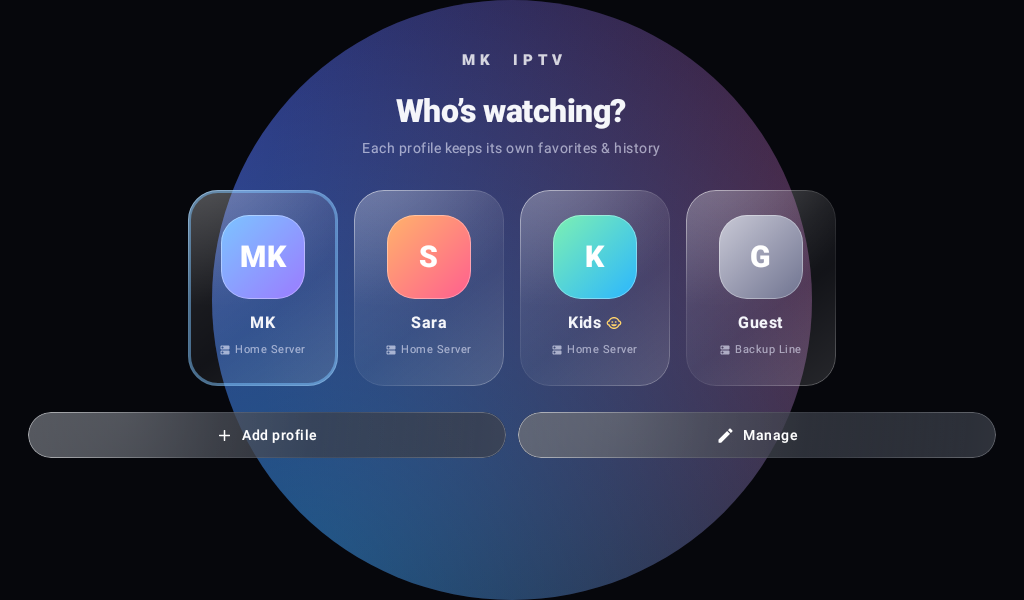 MK IPTV
Who's watching?
Each profile keeps its own favorites & history
MK S K G
MK Sara Kids Guest
Home Server Home Server Home Server Backup Line
Add profile Manage